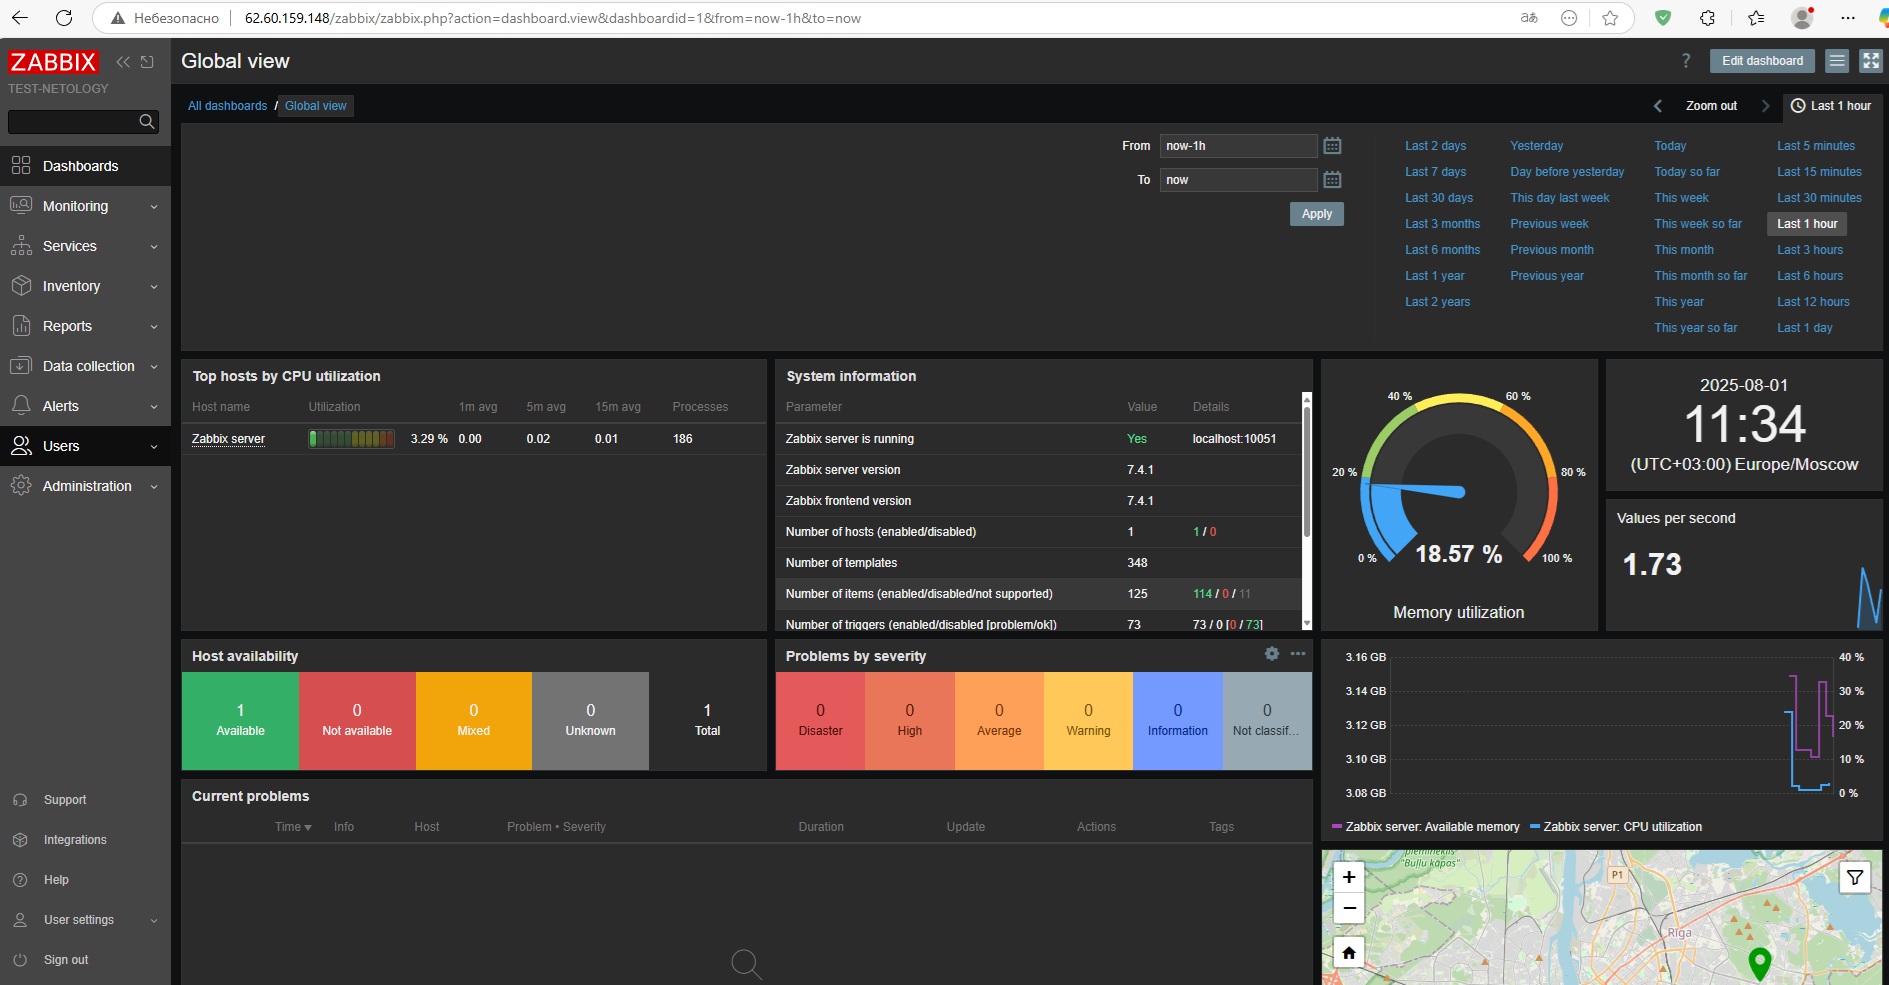 Небезопасно
62.60.159.148/zabbix/zabbix.php?action=dashboard.view&dashboardid=1&from=now-1h&to=now
ZABBIX
TEST-NETOLOGY
Dashboards
Monitoring
Services
Inventory
Reports
Data collection
Alerts
Users
Administration
Support
Integrations
Help
User settings
Sign out
Global view
? Edit dashboard
All dashboards / Global view
Zoom out
Last 1 hour
From now-1h
To now
Apply
Last 2 days Yesterday Today Last 5 minutes
Last 7 days Day before yesterday Today so far Last 15 minutes
Last 30 days This day last week This week Last 30 minutes
Last 3 months Previous week This week so far Last 1 hour
Last 6 months Previous month This month Last 3 hours
Last 1 year Previous year This month so far Last 6 hours
Last 2 years This year Last 12 hours
This year so far Last 1 day
Top hosts by CPU utilization
Host name Utilization 1m avg 5m avg 15m avg Processes
Zabbix server 3.29 % 0.00 0.02 0.01 186
System information
Parameter Value Details
Zabbix server is running Yes localhost:10051
Zabbix server version 7.4.1
Zabbix frontend version 7.4.1
Number of hosts (enabled/disabled) 1 1 / 0
Number of templates 348
Number of items (enabled/disabled/not supported) 125 114 / 0 / 11
Number of triggers (enabled/disabled [problem/ok]) 73 73 / 0 [0 / 73]
40 % 60 %
20 % 80 %
0 % 18.57 % 100 %
Memory utilization
2025-08-01
11:34
(UTC+03:00) Europe/Moscow
Values per second
1.73
Host availability
1 0 0 0 1
Available Not available Mixed Unknown Total
Problems by severity
0 0 0 0 0 0
Disaster High Average Warning Information Not classif...
3.16 GB 40 %
3.14 GB 30 %
3.12 GB 20 %
3.10 GB 10 %
3.08 GB 0 %
Zabbix server: Available memory Zabbix server: CPU utilization
Current problems
Time Info Host Problem • Severity Duration Update Actions Tags
piemineklis
"Buļļu kāpas"
P1
+
−
Rīga